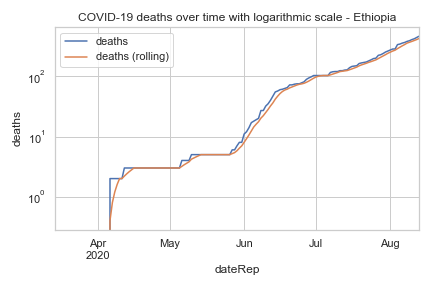 COVID-19 deaths over time with logarithmic scale - Ethiopia
deaths
deaths (rolling)
10²
10¹
10⁰
deaths
Apr
2020
May
Jun
Jul
Aug
dateRep